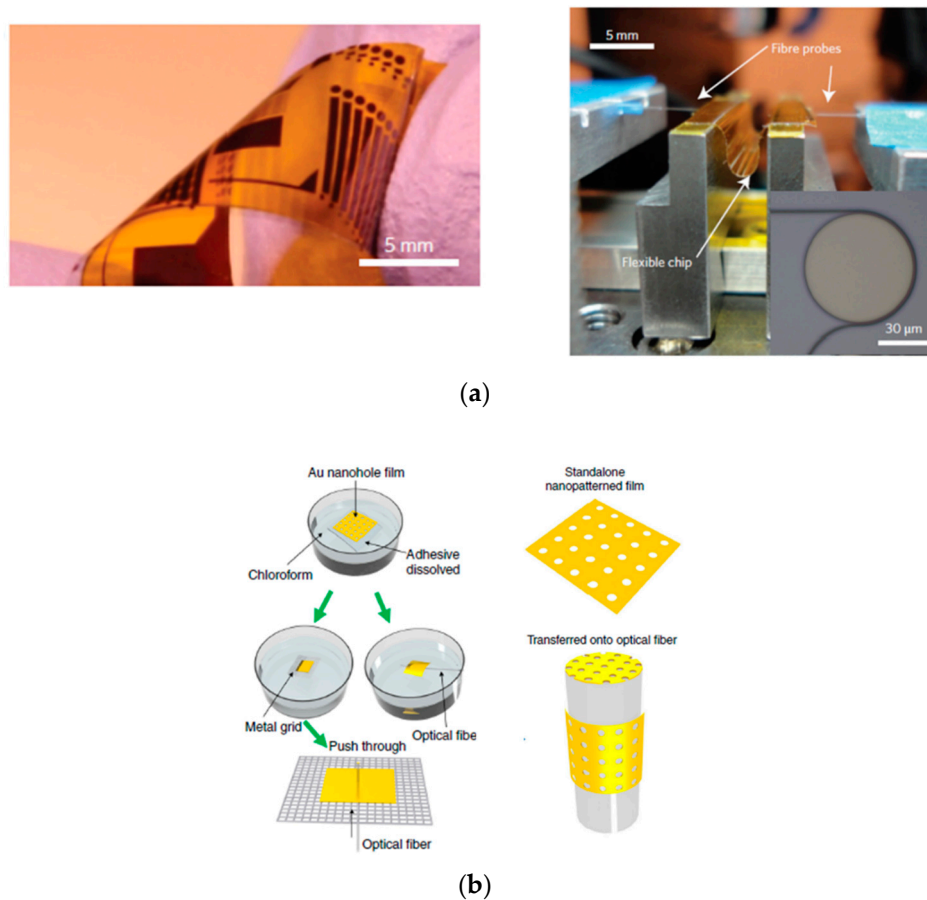 5 mm
5 mm
Fibre probes
Flexible chip
30 µm
(a)
Au nanohole film
Chloroform
Adhesive
dissolved
Metal grid
Optical fibe
Push through
Optical fiber
Standalone
nanopatterned film
Transferred onto optical fiber
(b)